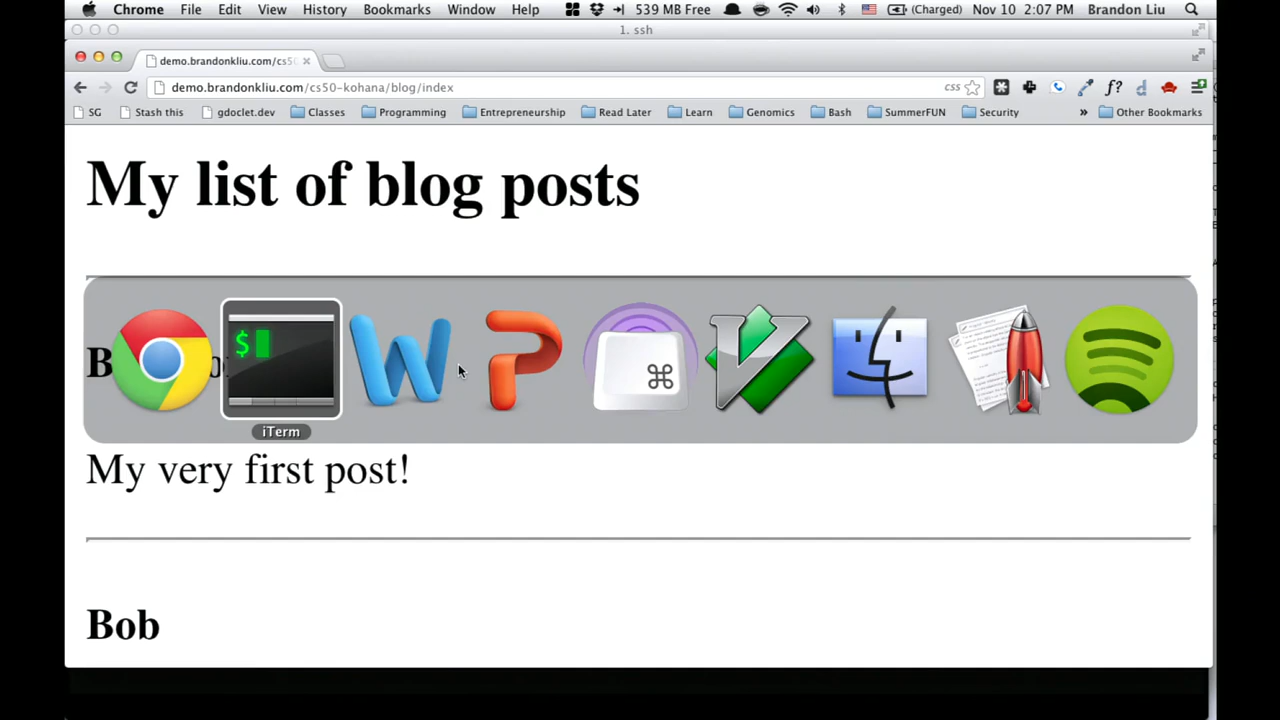 Chrome File Edit View History Bookmarks Window Help 539 MB Free (Charged) Nov 10 2:07 PM Brandon Liu
1. ssh
demo.brandonkliu.com/cs50
demo.brandonkliu.com/cs50-kohana/blog/index css f? d
SG Stash this gdoclet.dev Classes Programming Entrepreneurship Read Later Learn Genomics Bash SummerFUN Security » Other Bookmarks
My list of blog posts
$
iTerm
My very first post!
Bob